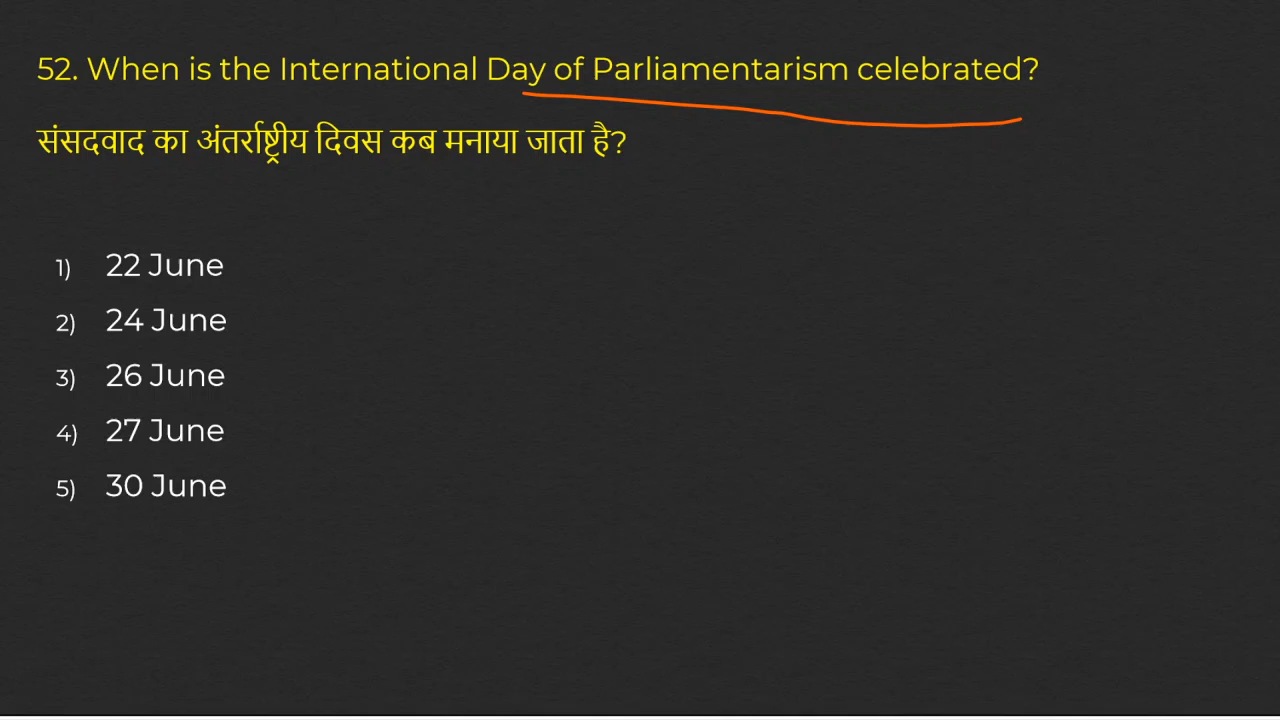 52. When is the International Day of Parliamentarism celebrated?
संसदवाद का अंतर्राष्ट्रीय दिवस कब मनाया जाता है?
1) 22 June
2) 24 June
3) 26 June
4) 27 June
5) 30 June